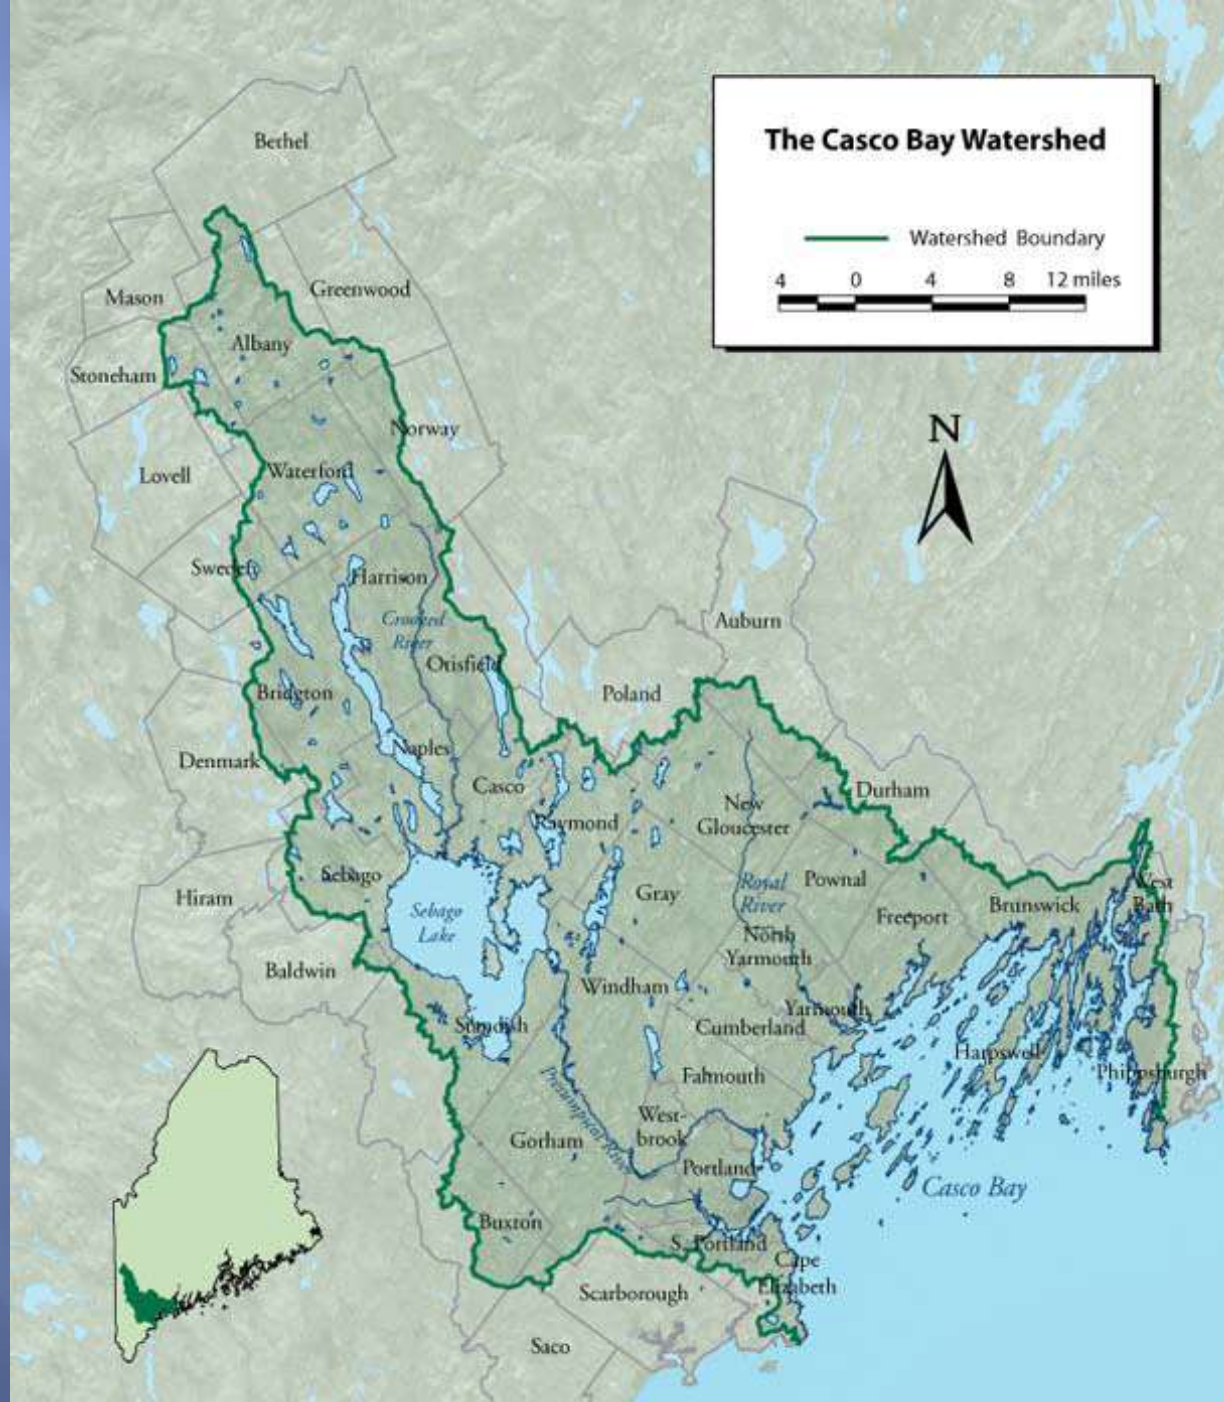 The Casco Bay Watershed
Watershed Boundary
4 0 4 8 12 miles
N
Bethel
Mason
Greenwood
Albany
Stoneham
Norway
Lovell
Waterford
Sweden
Harrison
Crooked
River
Auburn
Otisfield
Bridgton
Poland
Naples
Denmark
Casco
Durham
New
Gloucester
Raymond
Sebago
Hiram
Gray
Royal
River
Pownal
West
Bath
Brunswick
Freeport
Sebago
Lake
North
Yarmouth
Baldwin
Windham
Yarmouth
Standish
Cumberland
Harpswell
Falmouth
Phippsburgh
Presumpscot River
West-
brook
Gorham
Portland
Casco Bay
Buxton
S. Portland
Cape
Elizabeth
Scarborough
Saco